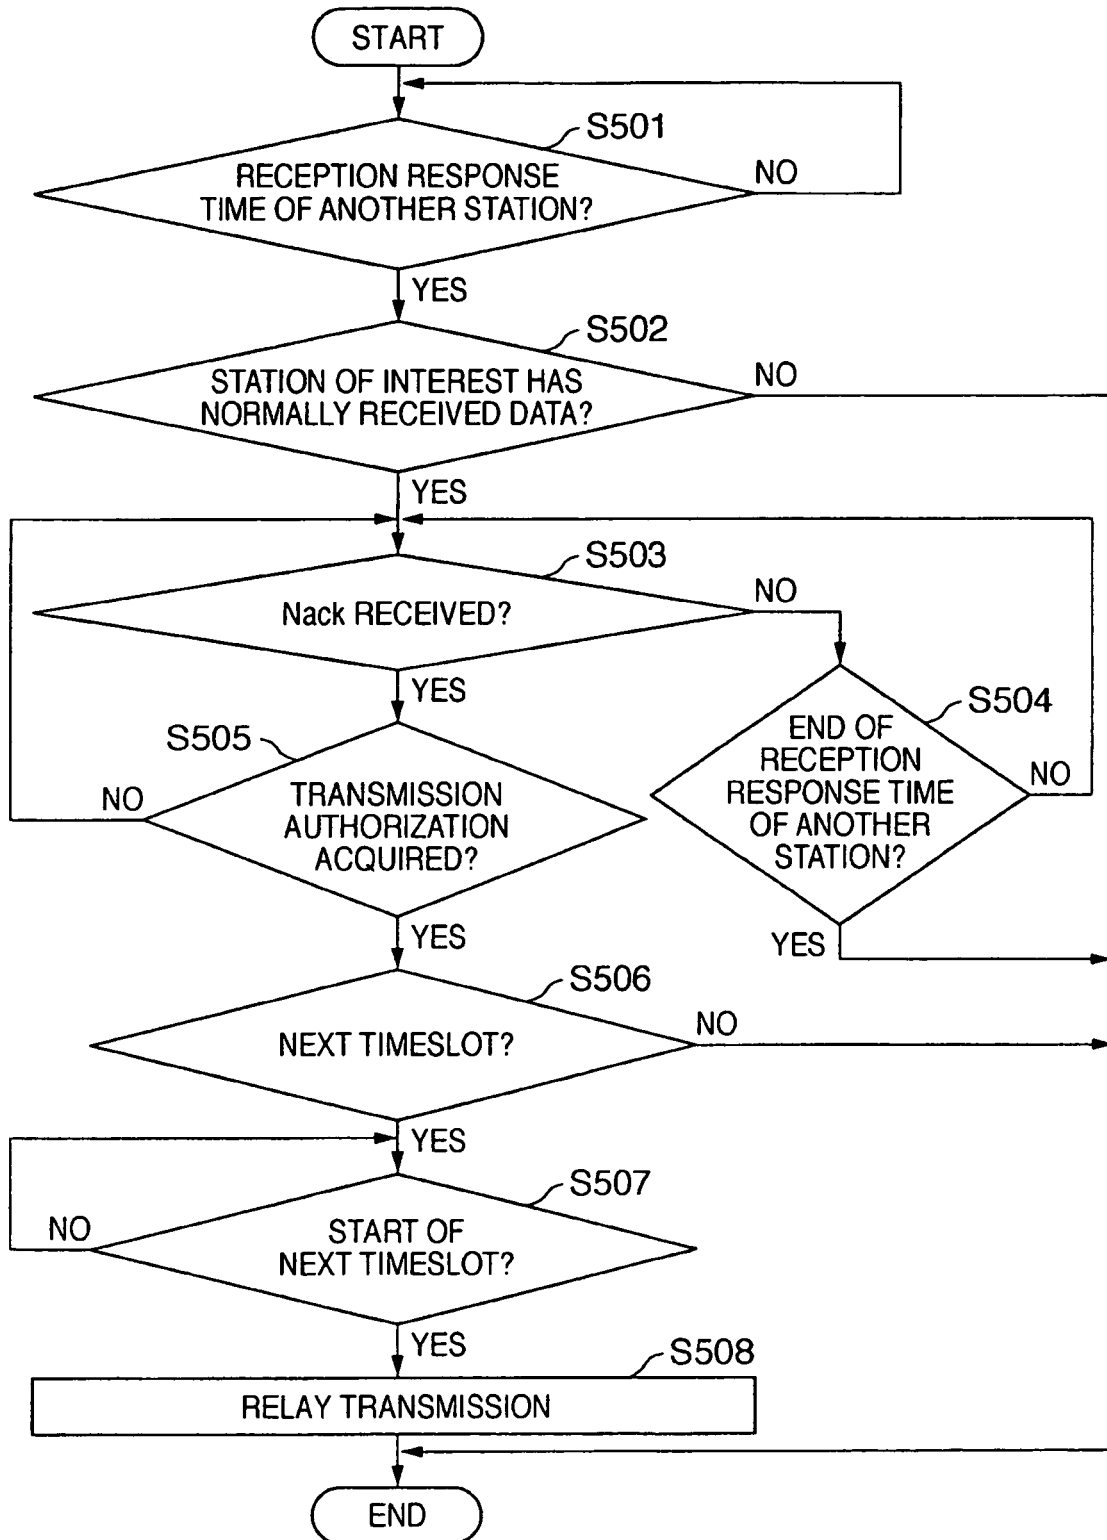 START
S501
RECEPTION RESPONSE
TIME OF ANOTHER STATION?
NO
YES
S502
STATION OF INTEREST HAS
NORMALLY RECEIVED DATA?
NO
YES
S503
Nack RECEIVED?
NO
YES
S504
END OF
RECEPTION
RESPONSE TIME
OF ANOTHER
STATION?
NO
YES
S505
TRANSMISSION
AUTHORIZATION
ACQUIRED?
NO
YES
S506
NEXT TIMESLOT?
NO
YES
S507
START OF
NEXT TIMESLOT?
NO
YES
S508
RELAY TRANSMISSION
END